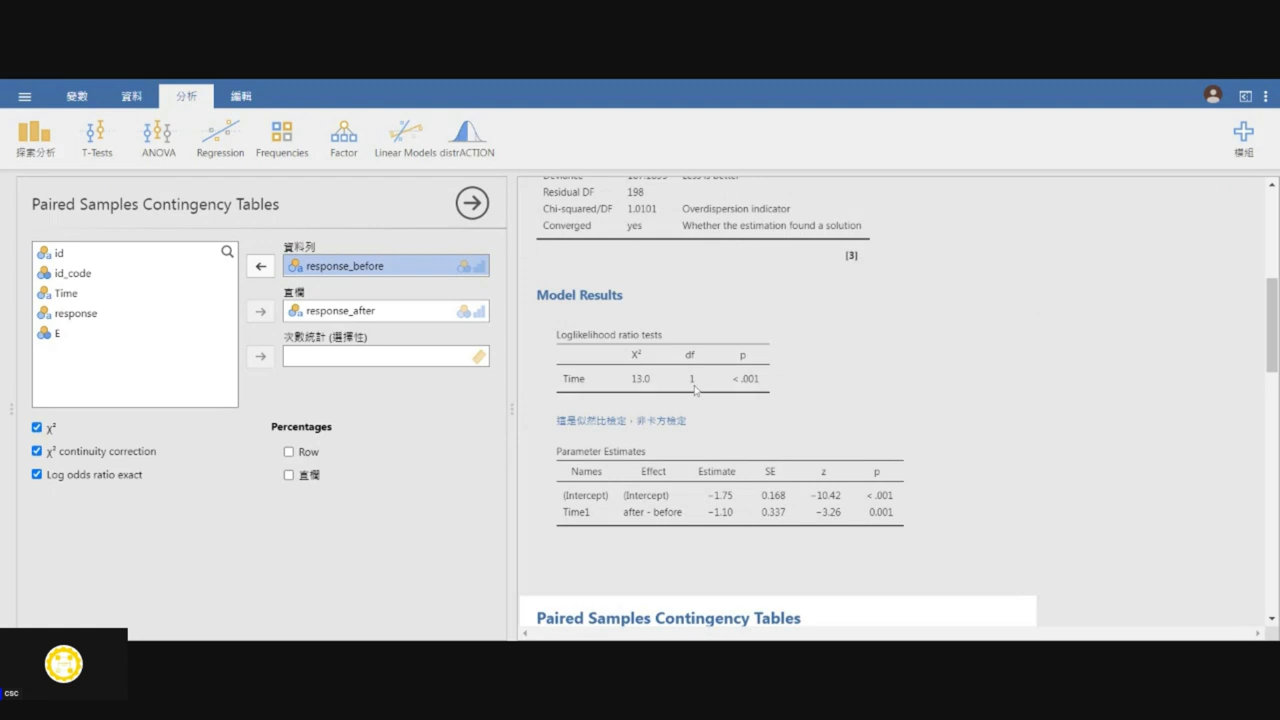 變數 資料 分析 編輯
探索分析 T-Tests ANOVA Regression Frequencies Factor Linear Models distrACTION 模組
Paired Samples Contingency Tables
id
id_code
Time
response
E
資料列
response_before
直欄
response_after
次數統計 (選擇性)
χ²
χ² continuity correction
Log odds ratio exact
Percentages
Row
直欄
Residual DF 198
Chi-squared/DF 1.0101 Overdispersion indicator
Converged yes Whether the estimation found a solution
[3]
Model Results
Loglikelihood ratio tests
X² df p
Time 13.0 1 < .001
這是似然比檢定，非卡方檢定
Parameter Estimates
Names Effect Estimate SE z p
(Intercept) (Intercept) −1.75 0.168 −10.42 < .001
Time1 after - before −1.10 0.337 −3.26 0.001
Paired Samples Contingency Tables
csc